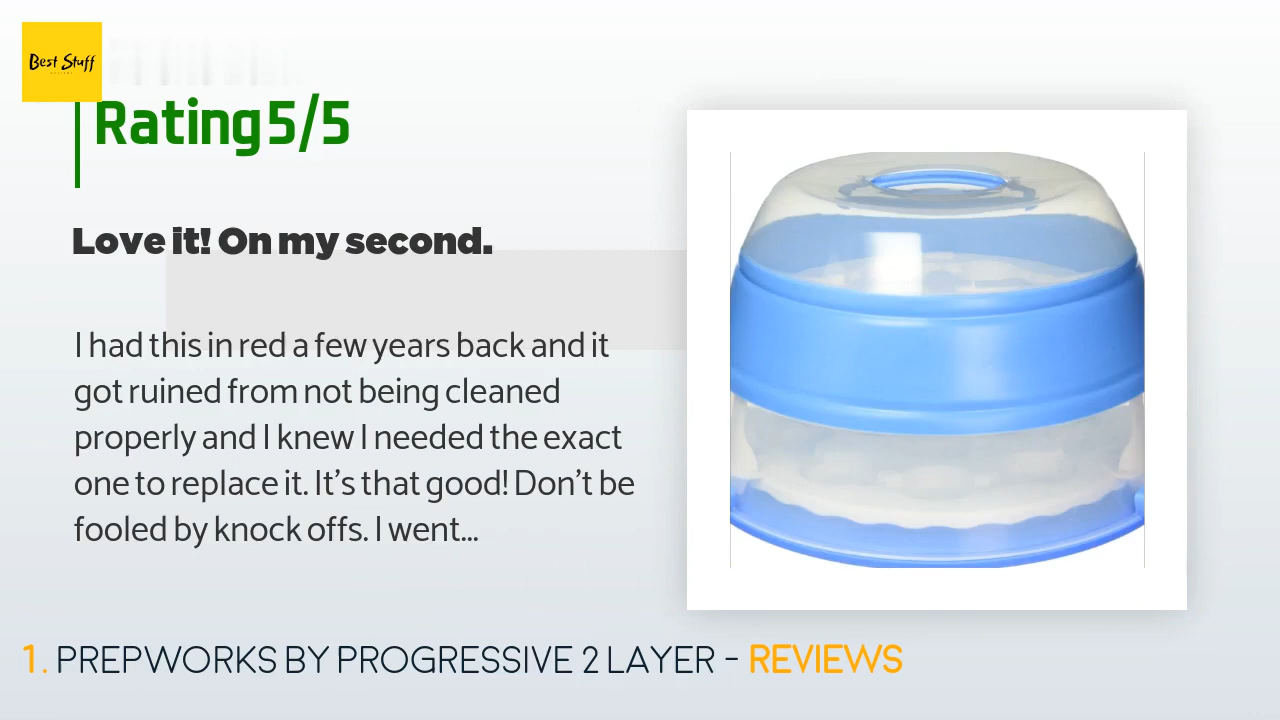 Best Stuff
Rating 5/5
Love it! On my second.
I had this in red a few years back and it
got ruined from not being cleaned
properly and I knew I needed the exact
one to replace it. It's that good! Don't be
fooled by knock offs. I went...
1. PREPWORKS BY PROGRESSIVE 2 LAYER - REVIEWS